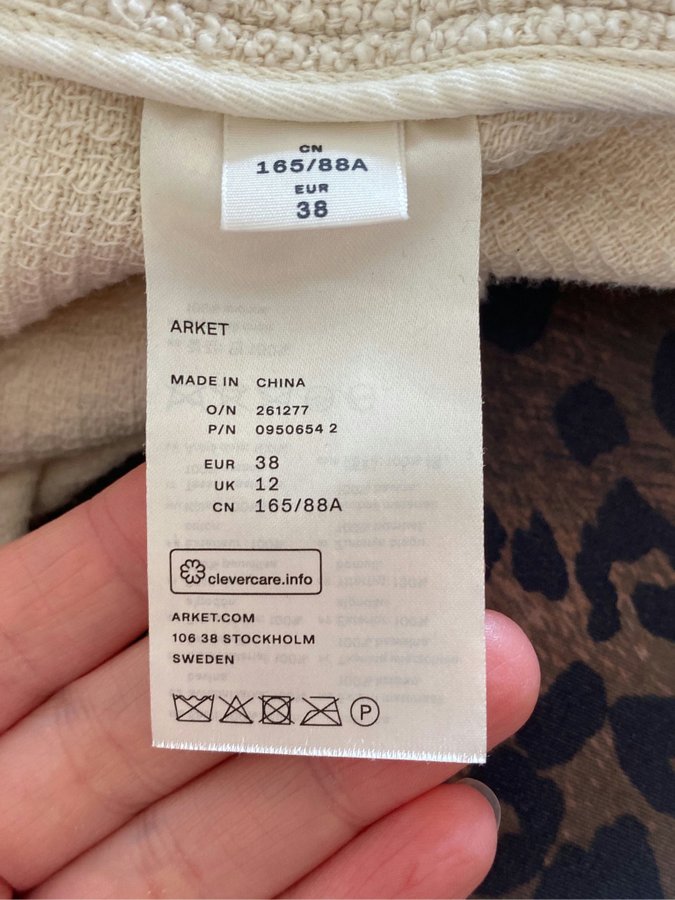 CN
165/88A
EUR
38
ARKET
MADE IN CHINA
O/N 261277
P/N 0950654 2
EUR 38
UK 12
CN 165/88A
clevercare.info
ARKET.COM
106 38 STOCKHOLM
SWEDEN
P